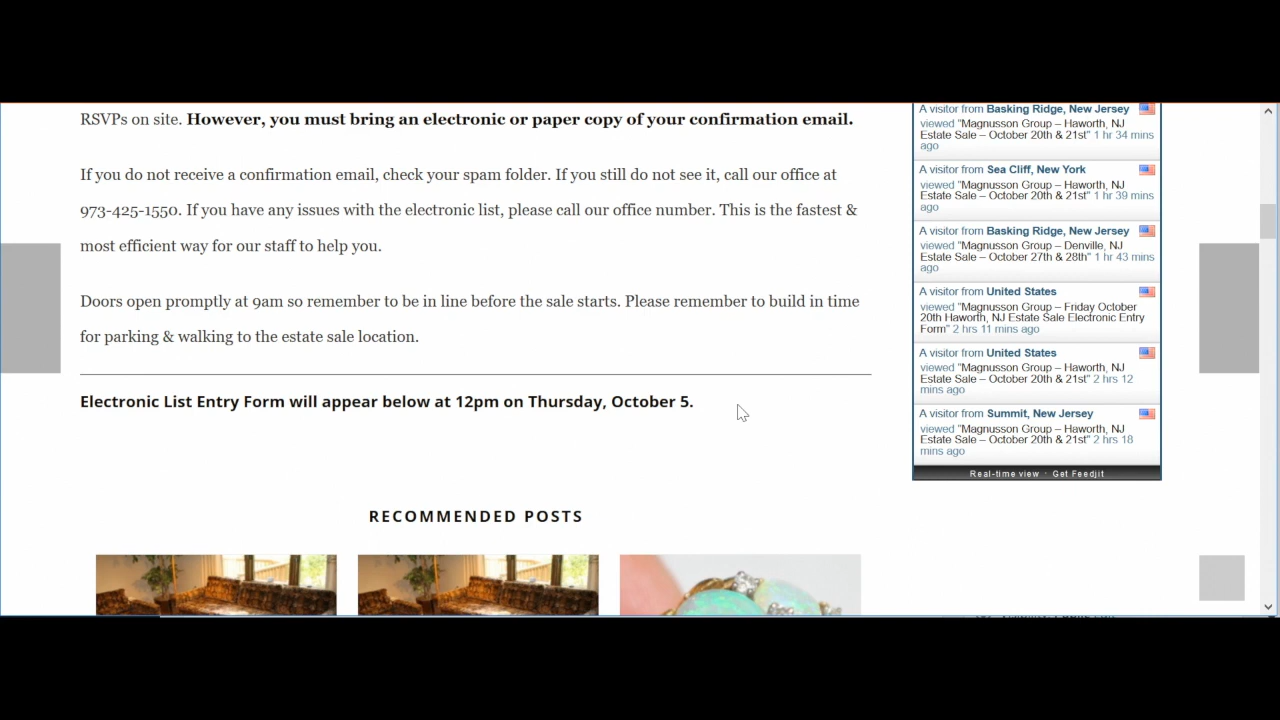 RSVPs on site. However, you must bring an electronic or paper copy of your confirmation email.
If you do not receive a confirmation email, check your spam folder. If you still do not see it, call our office at
973-425-1550. If you have any issues with the electronic list, please call our office number. This is the fastest &
most efficient way for our staff to help you.
Doors open promptly at 9am so remember to be in line before the sale starts. Please remember to build in time
for parking & walking to the estate sale location.
Electronic List Entry Form will appear below at 12pm on Thursday, October 5.
RECOMMENDED POSTS
A visitor from Basking Ridge, New Jersey
viewed "Magnusson Group – Haworth, NJ
Estate Sale – October 20th & 21st" 1 hr 34 mins
ago
A visitor from Sea Cliff, New York
viewed "Magnusson Group – Haworth, NJ
Estate Sale – October 20th & 21st" 1 hr 39 mins
ago
A visitor from Basking Ridge, New Jersey
viewed "Magnusson Group – Denville, NJ
Estate Sale – October 27th & 28th" 1 hr 43 mins
ago
A visitor from United States
viewed "Magnusson Group – Friday October
20th Haworth, NJ Estate Sale Electronic Entry
Form" 2 hrs 11 mins ago
A visitor from United States
viewed "Magnusson Group – Haworth, NJ
Estate Sale – October 20th & 21st" 2 hrs 12
mins ago
A visitor from Summit, New Jersey
viewed "Magnusson Group – Haworth, NJ
Estate Sale – October 20th & 21st" 2 hrs 18
mins ago
Real-time view · Get Feedjit